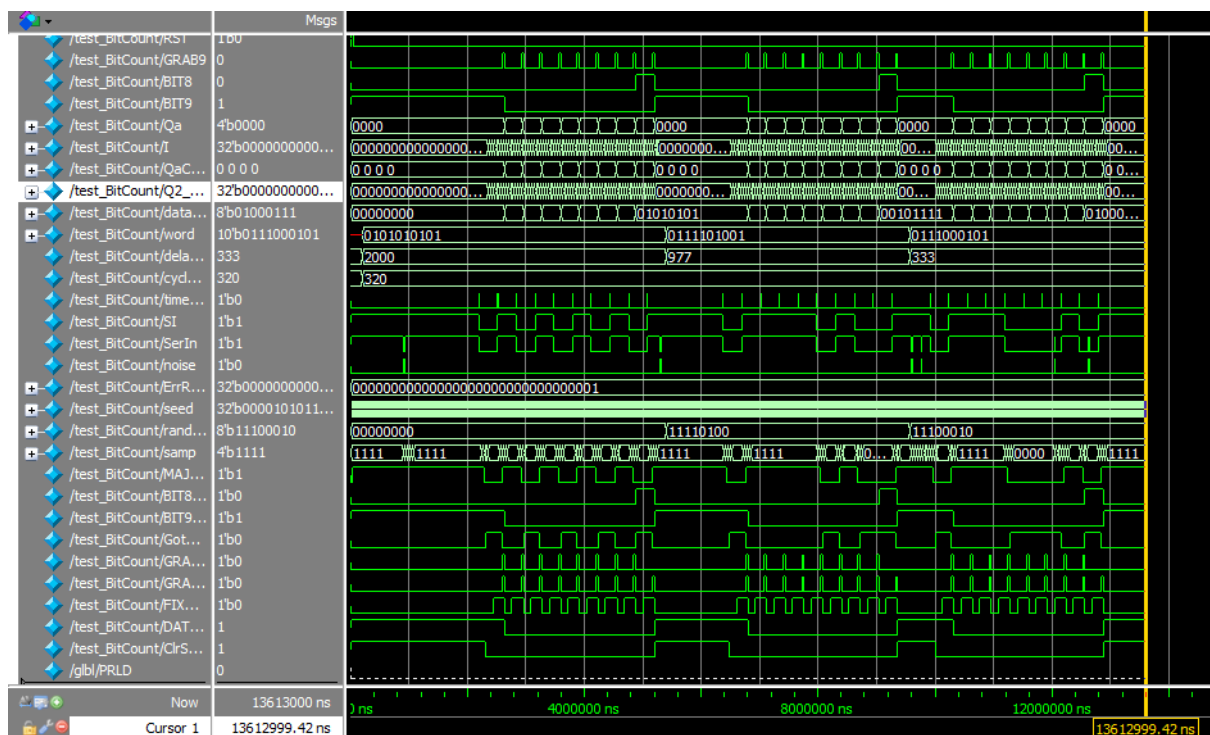 Msgs
/test_BitCount/RST 1'b0
/test_BitCount/GRAB9 0
/test_BitCount/BIT8 0
/test_BitCount/BIT9 1
/test_BitCount/Qa 4'b0000 0000 0000 0000 0000
/test_BitCount/I 32'b0000000000... 000000000000000... 0000000... 00... 00...
/test_BitCount/QaC... 0 0 0 0 0 0 0 0 0 0 0 0 0 0 0 0 0 0...
/test_BitCount/Q2_... 32'b0000000000... 000000000000000... 0000000... 00... 00...
/test_BitCount/data... 8'b01000111 00000000 01010101 00101111 01000...
/test_BitCount/word 10'b0111000101 0101010101 0111101001 0111000101
/test_BitCount/dela... 333 2000 977 333
/test_BitCount/cycl... 320 320
/test_BitCount/time... 1'b0
/test_BitCount/SI 1'b1
/test_BitCount/SerIn 1'b1
/test_BitCount/noise 1'b0
/test_BitCount/ErrR... 32'b0000000000... 00000000000000000000000000000001
/test_BitCount/seed 32'b0000101011...
/test_BitCount/rand... 8'b11100010 00000000 11110100 11100010
/test_BitCount/samp 4'b1111 1111 1111 1111 1111 0... 1111 0000 1111
/test_BitCount/MAJ... 1'b1
/test_BitCount/BIT8... 1'b0
/test_BitCount/BIT9... 1'b1
/test_BitCount/Got... 1'b0
/test_BitCount/GRA... 1'b0
/test_BitCount/GRA... 1'b0
/test_BitCount/FIX... 1'b0
/test_BitCount/DAT... 1
/test_BitCount/ClrS... 1
/glbl/PRLD 0
Now 13613000 ns ns 4000000 ns 8000000 ns 12000000 ns
Cursor 1 13612999.42 ns 13612999.42 ns